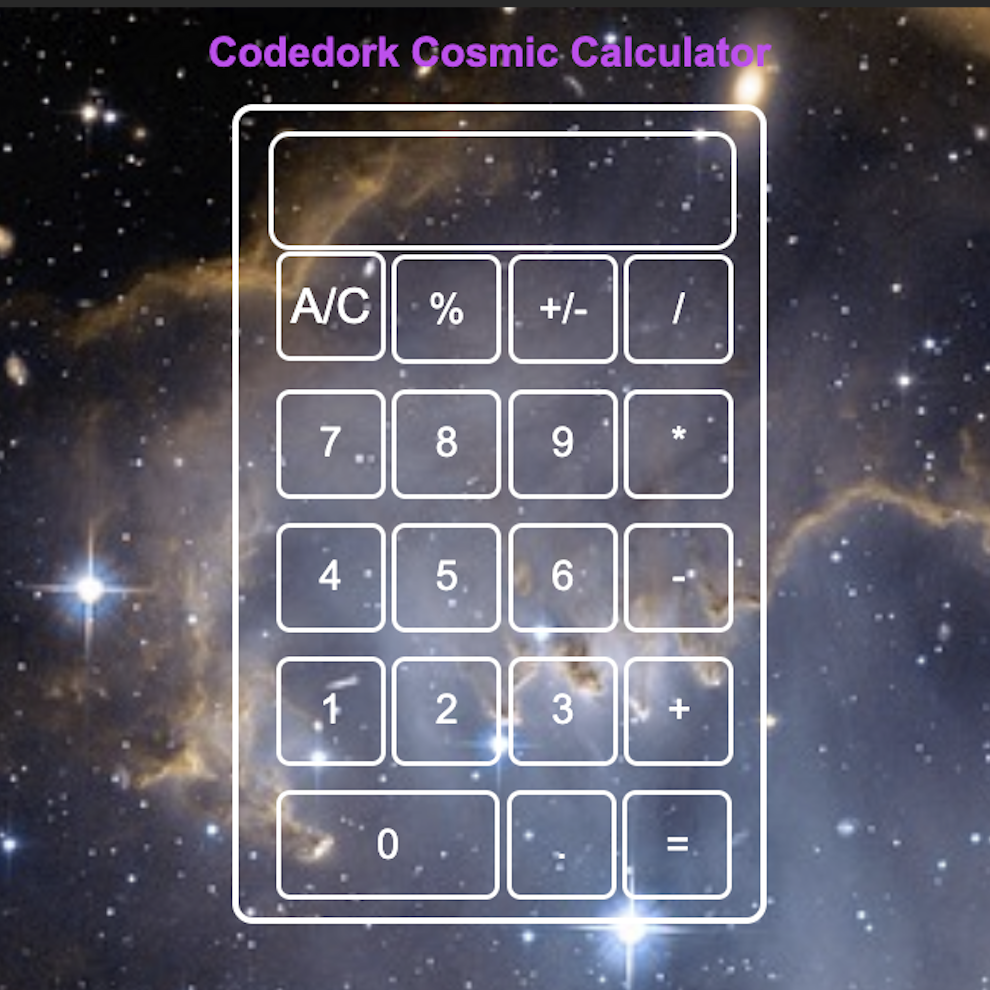 Codedork Cosmic Calculator
A/C % +/- /
7 8 9 *
4 5 6 -
1 2 3 +
0 . =